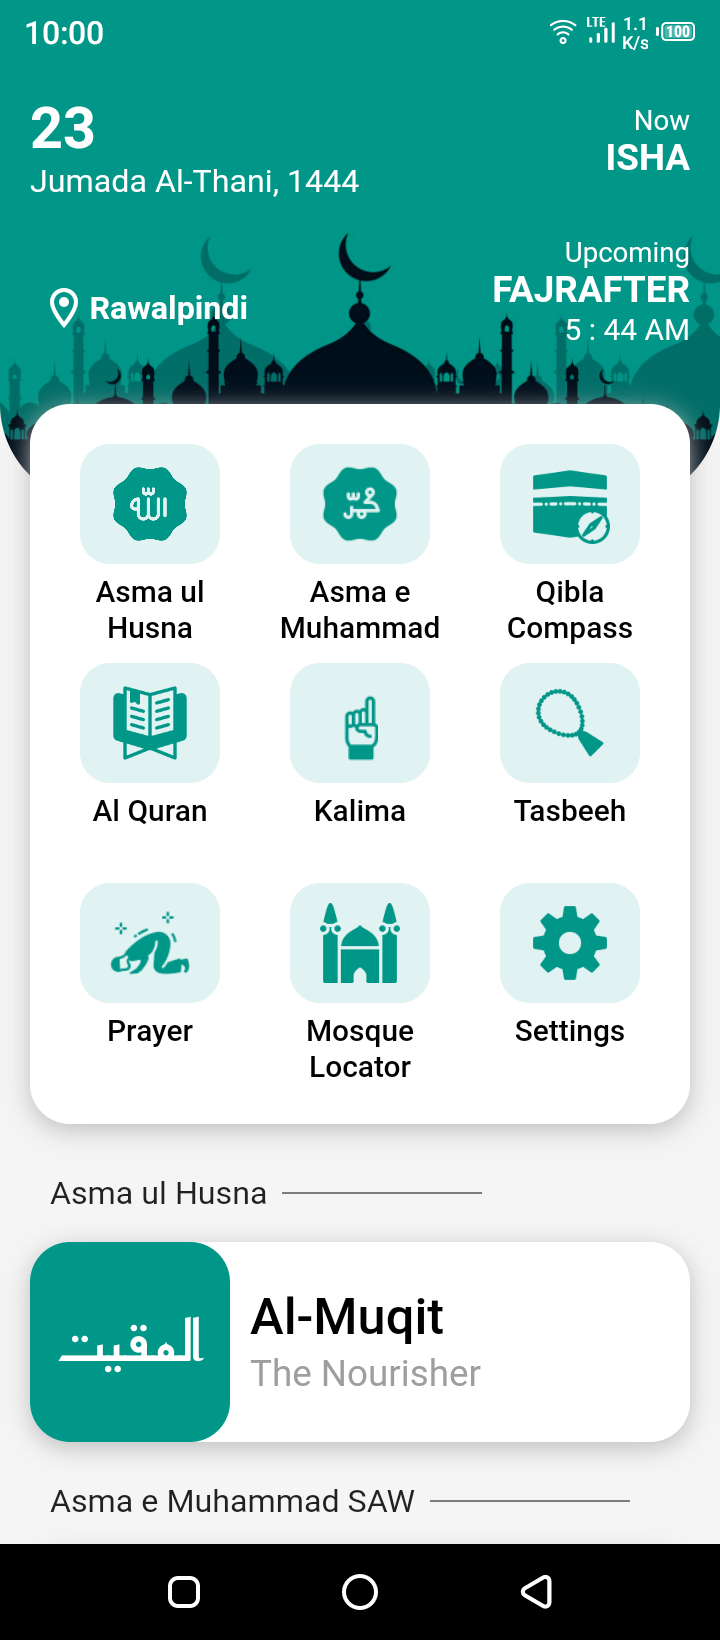 10:00
LTE
1.1
K/s
100
23
Jumada Al-Thani, 1444
Now
ISHA
Upcoming
FAJRAFTER
5 : 44 AM
Rawalpindi
الله
محمد
Asma ul
Husna
Asma e
Muhammad
Qibla
Compass
Al Quran
Kalima
Tasbeeh
Prayer
Mosque
Locator
Settings
Asma ul Husna
المقيت
Al-Muqit
The Nourisher
Asma e Muhammad SAW